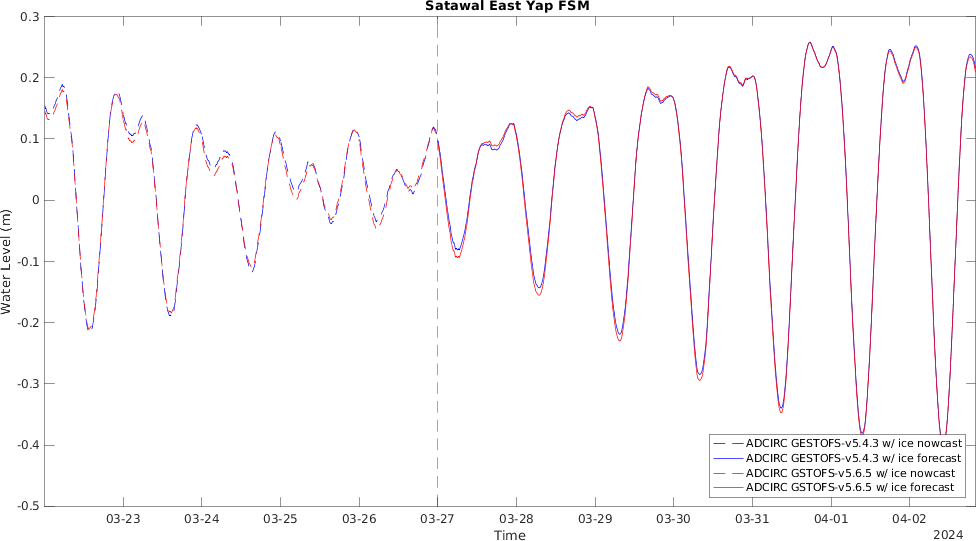 Satawal East Yap FSM
0.3
0.2
0.1
0
-0.1
-0.2
-0.3
-0.4
-0.5
Water Level (m)
03-23 03-24 03-25 03-26 03-27 03-28 03-29 03-30 03-31 04-01 04-02
Time
2024
ADCIRC GESTOFS-v5.4.3 w/ ice nowcast
ADCIRC GESTOFS-v5.4.3 w/ ice forecast
ADCIRC GSTOFS-v5.6.5 w/ ice nowcast
ADCIRC GSTOFS-v5.6.5 w/ ice forecast